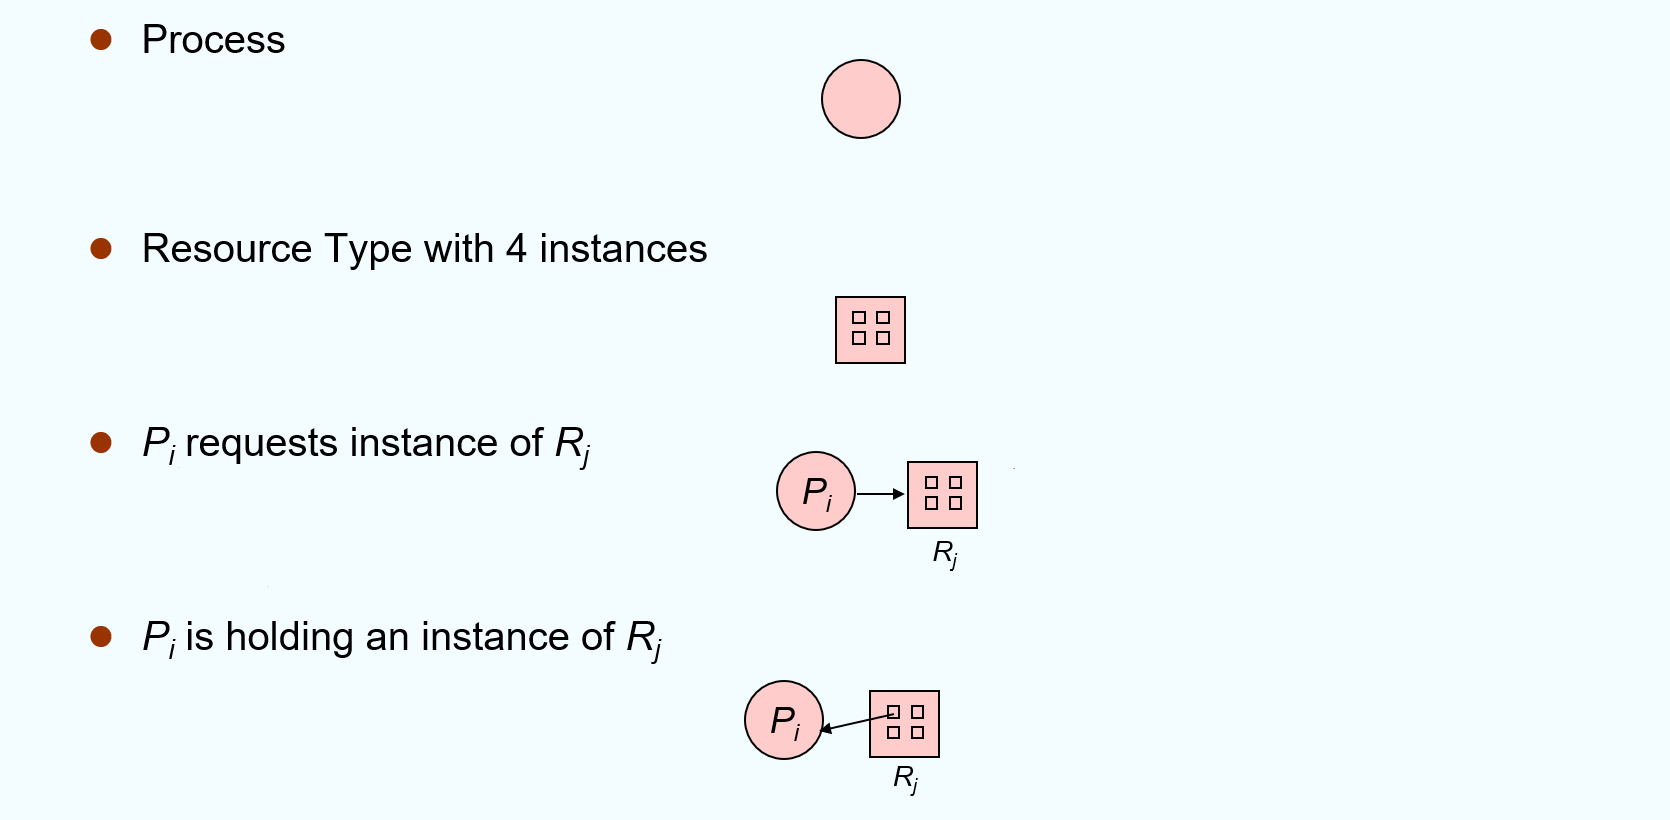 Process
Resource Type with 4 instances
Pi requests instance of Rj
Pi
Rj
Pi is holding an instance of Rj
Pi
Rj